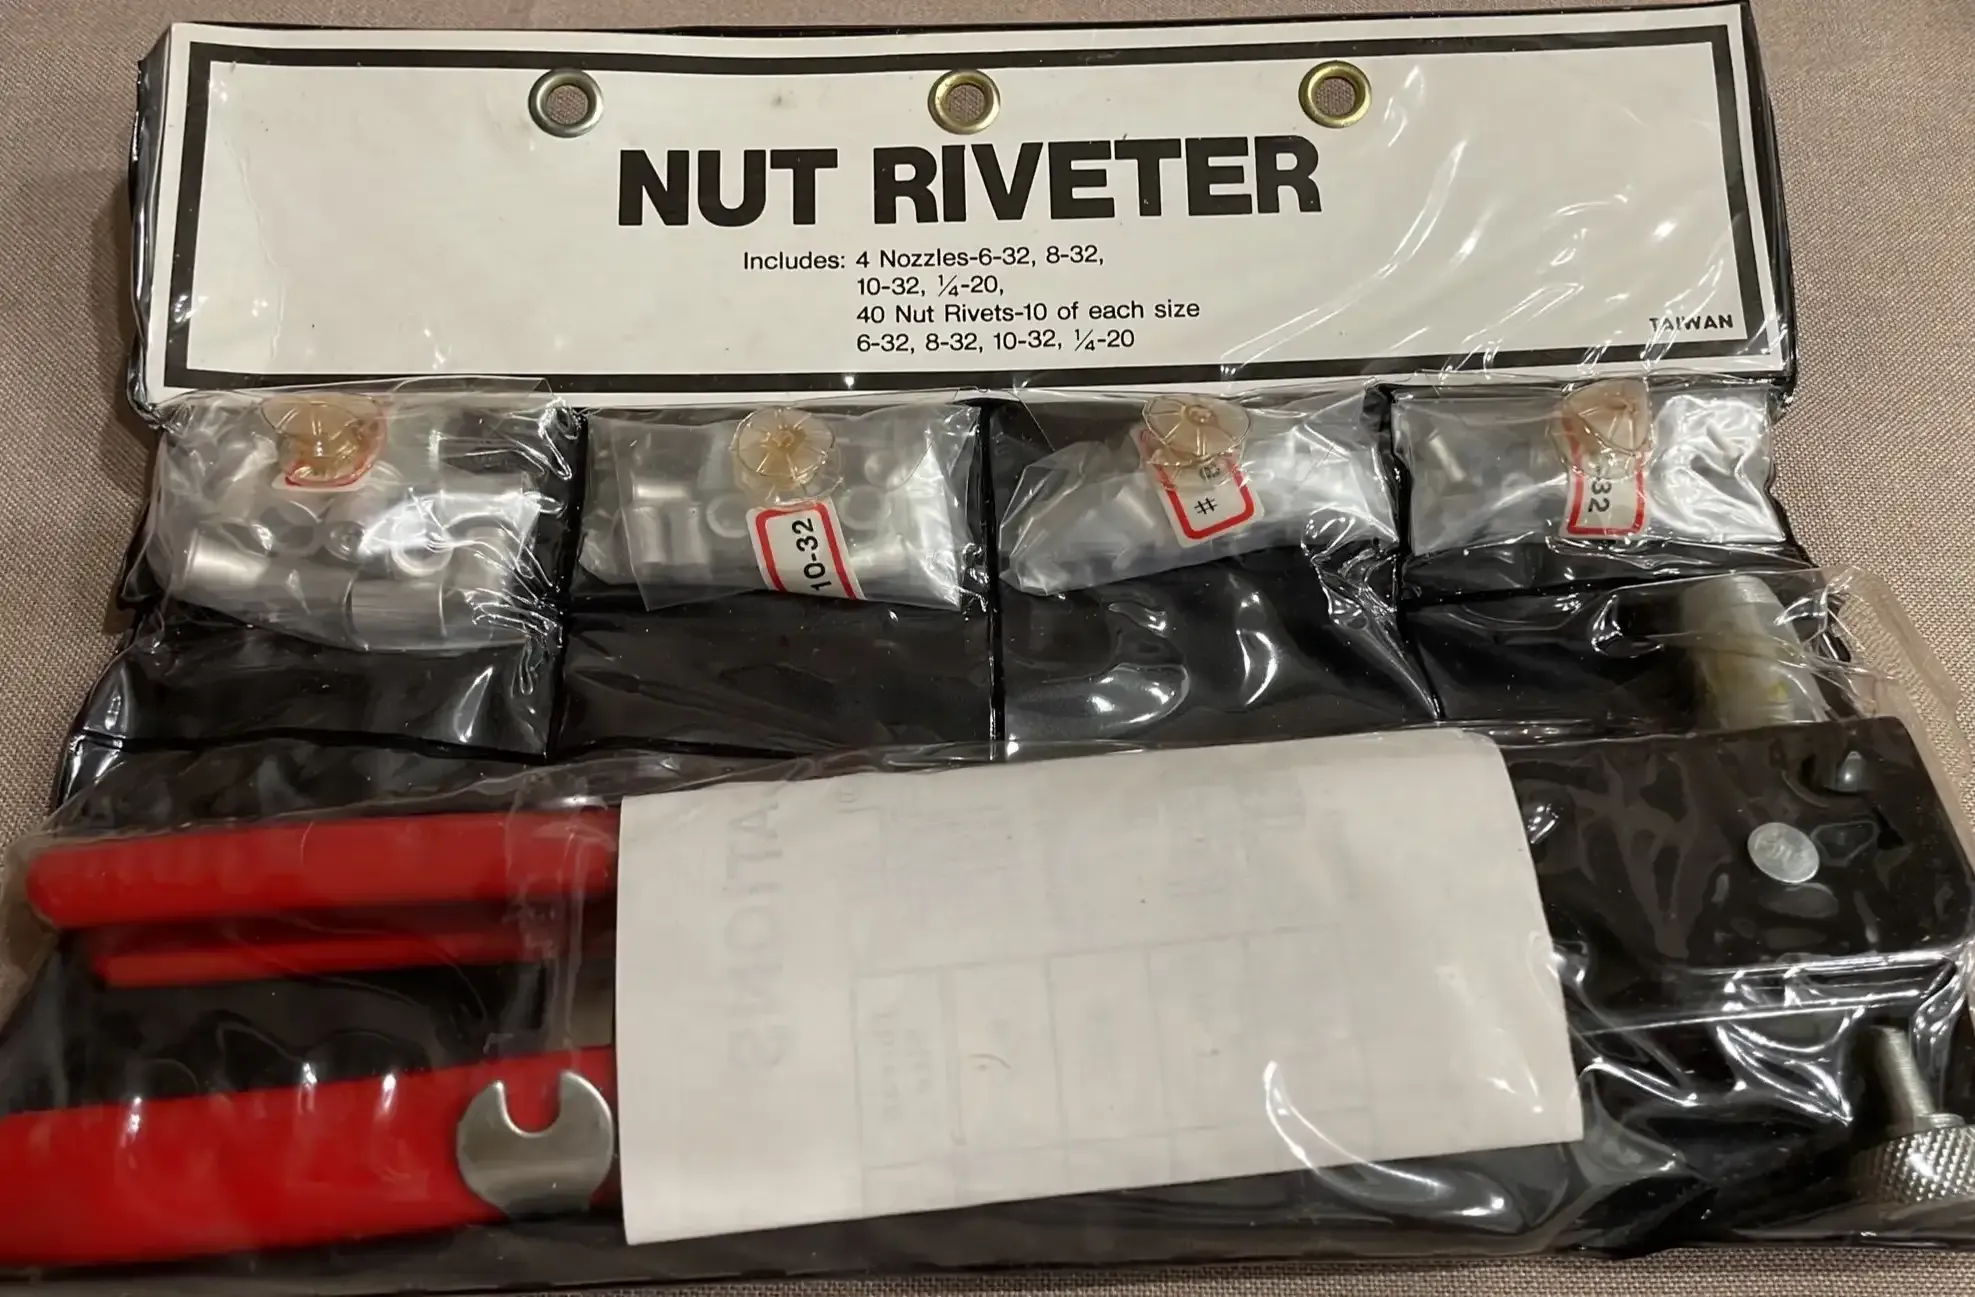 NUT RIVETER
Includes: 4 Nozzles-6-32, 8-32,
10-32, ¼-20,
40 Nut Rivets-10 of each size
6-32, 8-32, 10-32, ¼-20
TAIWAN
10-32
#
-32